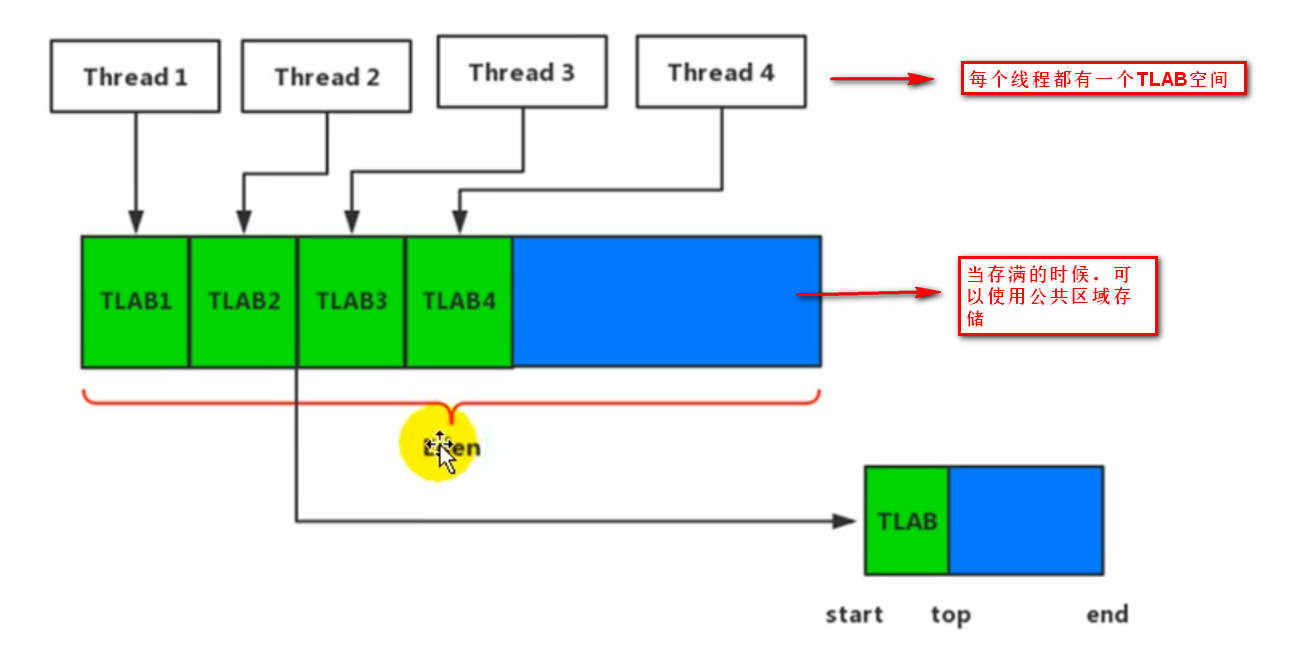 Thread 1
Thread 2
Thread 3
Thread 4
每个线程都有一个TLAB空间
TLAB1
TLAB2
TLAB3
TLAB4
当存满的时候，可
以使用公共区域存
储
TLAB
start
top
end